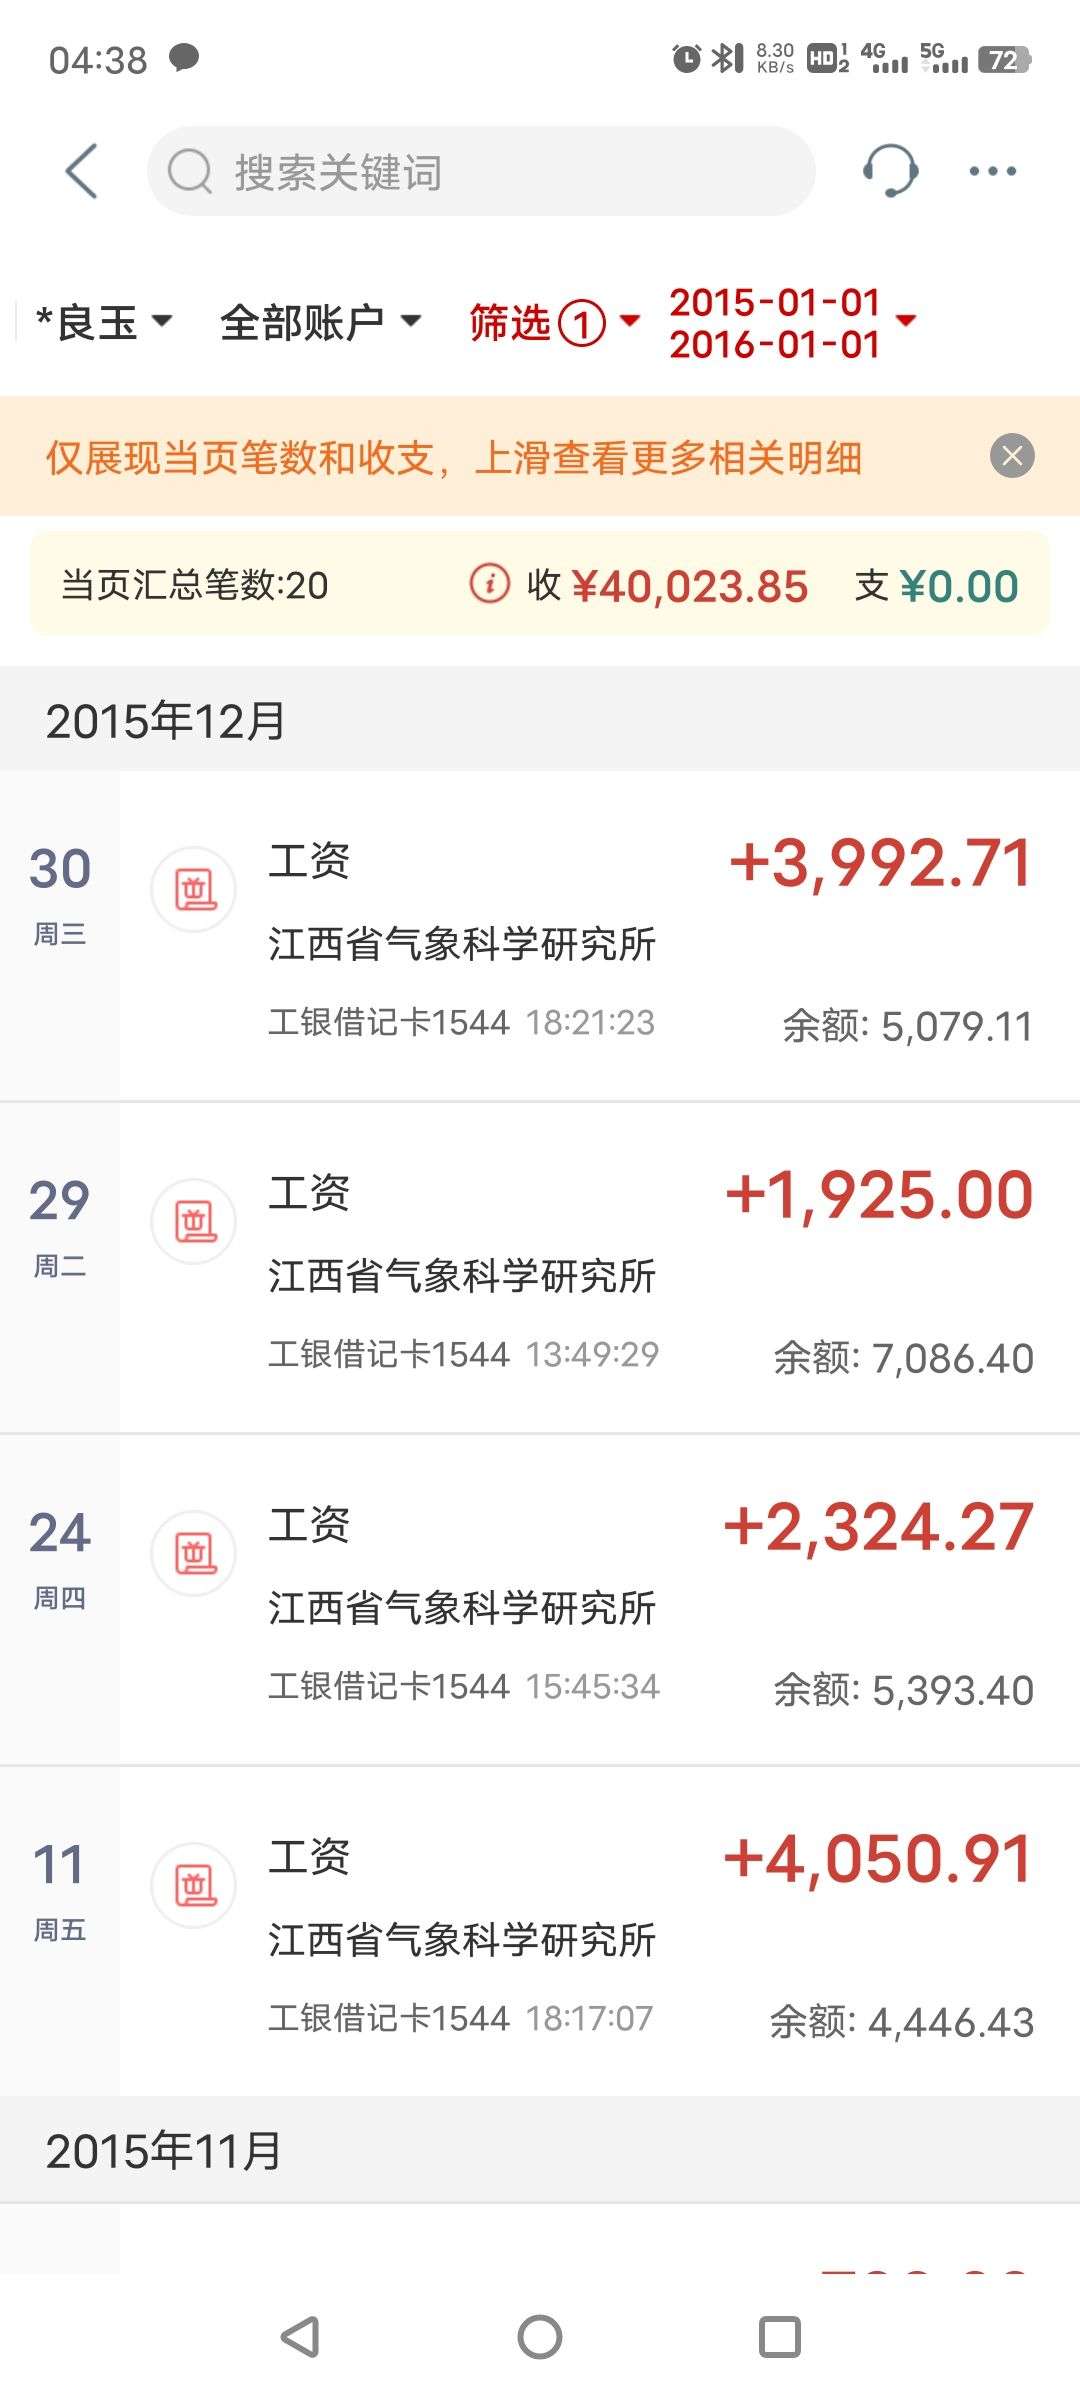 04:38
8.30 KB/s HD 1 2 4G 5G 72
搜索关键词
*良玉 全部账户 筛选① 2015-01-01
2016-01-01
仅展现当页笔数和收支，上滑查看更多相关明细
当页汇总笔数:20 收 ¥40,023.85 支 ¥0.00
2015年12月
30 周三
工资 +3,992.71
江西省气象科学研究所
工银借记卡1544 18:21:23 余额: 5,079.11
29 周二
工资 +1,925.00
江西省气象科学研究所
工银借记卡1544 13:49:29 余额: 7,086.40
24 周四
工资 +2,324.27
江西省气象科学研究所
工银借记卡1544 15:45:34 余额: 5,393.40
11 周五
工资 +4,050.91
江西省气象科学研究所
工银借记卡1544 18:17:07 余额: 4,446.43
2015年11月